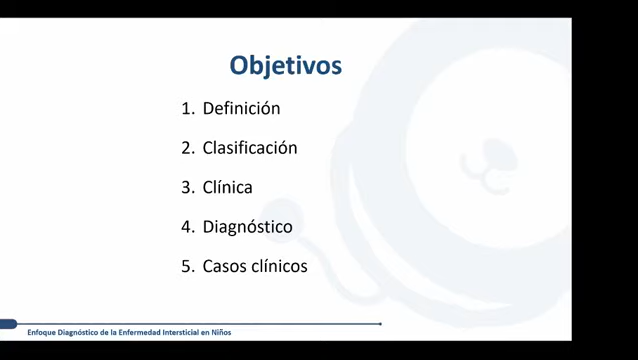 Objetivos
1. Definición
2. Clasificación
3. Clínica
4. Diagnóstico
5. Casos clínicos
Enfoque Diagnóstico de la Enfermedad Intersticial en Niños